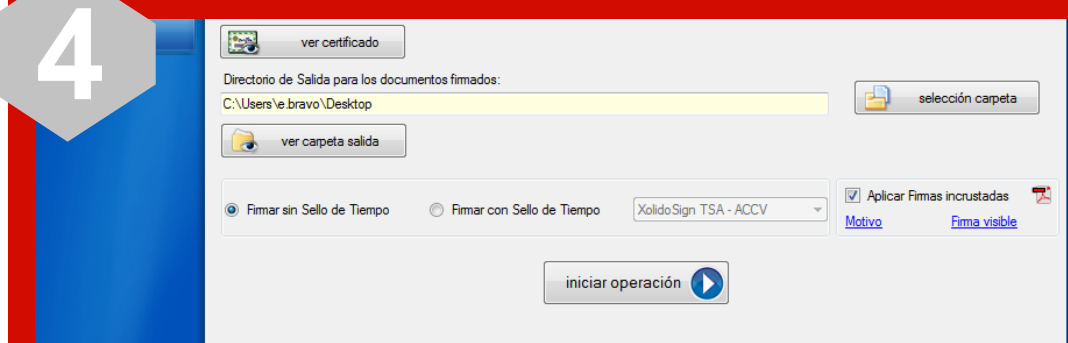 4
ver certificado
Directorio de Salida para los documentos firmados:
C:\Users\e.bravo\Desktop
selección carpeta
ver carpeta salida
Firmar sin Sello de Tiempo
Firmar con Sello de Tiempo
XolidoSign TSA - ACCV
Aplicar Firmas incrustadas
Motivo
Firma visible
iniciar operación